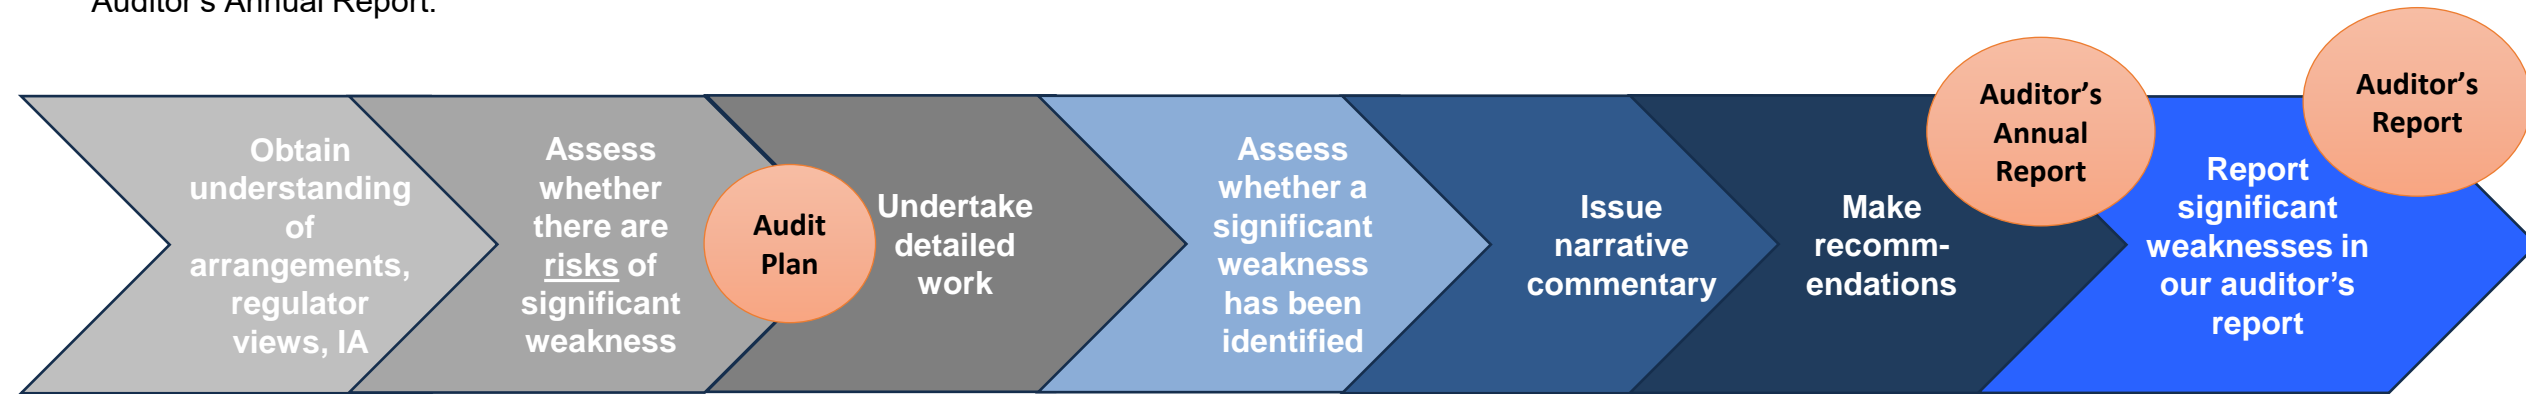 Auditor's Annual Report.
Obtain
understanding
of
arrangements,
regulator
views, IA
Assess
whether
there are
risks of
significant
weakness
Audit
Plan
Undertake
detailed
work
Assess
whether a
significant
weakness
has been
identified
Issue
narrative
commentary
Make
recomm-
endations
Auditor's
Annual
Report
Report
significant
weaknesses in
our auditor's
report
Auditor's
Report